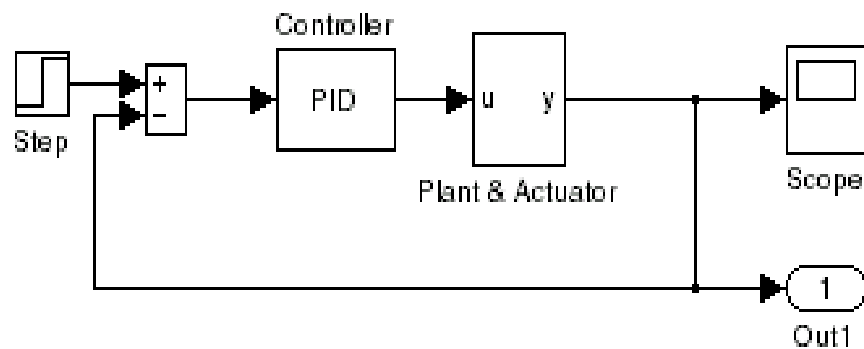 Controller
+
−
PID
u
y
Step
Plant & Actuator
Scope
1
Out1